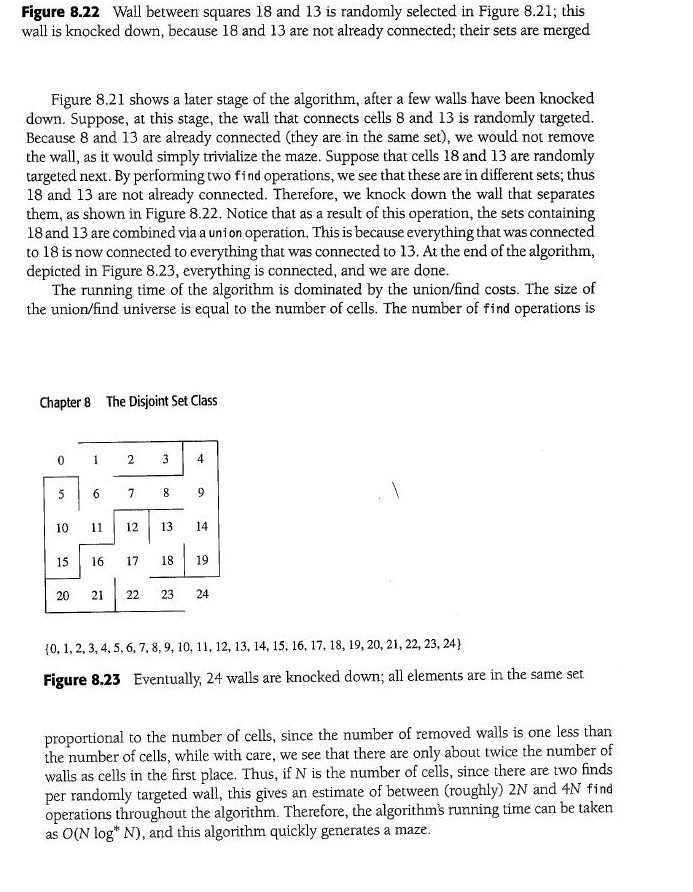 Figure 8.22 Wall between squares 18 and 13 is randomly selected in Figure 8.21; this
wall is knocked down, because 18 and 13 are not already connected; their sets are merged
Figure 8.21 shows a later stage of the algorithm, after a few walls have been knocked
down. Suppose, at this stage, the wall that connects cells 8 and 13 is randomly targeted.
Because 8 and 13 are already connected (they are in the same set), we would not remove
the wall, as it would simply trivialize the maze. Suppose that cells 18 and 13 are randomly
targeted next. By performing two find operations, we see that these are in different sets; thus
18 and 13 are not already connected. Therefore, we knock down the wall that separates
them, as shown in Figure 8.22. Notice that as a result of this operation, the sets containing
18 and 13 are combined via a union operation. This is because everything that was connected
to 18 is now connected to everything that was connected to 13. At the end of the algorithm,
depicted in Figure 8.23, everything is connected, and we are done.
The running time of the algorithm is dominated by the union/find costs. The size of
the union/find universe is equal to the number of cells. The number of find operations is
Chapter 8 The Disjoint Set Class
0 1 2 3 4
5 6 7 8 9
10 11 12 13 14
15 16 17 18 19
20 21 22 23 24
{0, 1, 2, 3, 4, 5, 6, 7, 8, 9, 10, 11, 12, 13, 14, 15, 16, 17, 18, 19, 20, 21, 22, 23, 24}
Figure 8.23 Eventually, 24 walls are knocked down; all elements are in the same set
proportional to the number of cells, since the number of removed walls is one less than
the number of cells, while with care, we see that there are only about twice the number of
walls as cells in the first place. Thus, if N is the number of cells, since there are two finds
per randomly targeted wall, this gives an estimate of between (roughly) 2N and 4N find
operations throughout the algorithm. Therefore, the algorithm's running time can be taken
as O(N log* N), and this algorithm quickly generates a maze.